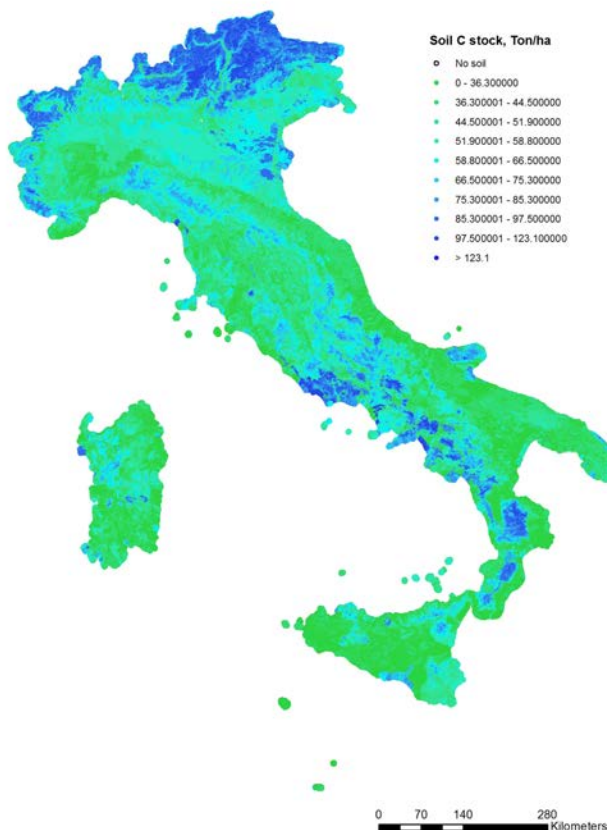 Soil C stock, Ton/ha
No soil
0 - 36.300000
36.300001 - 44.500000
44.500001 - 51.900000
51.900001 - 58.800000
58.800001 - 66.500000
66.500001 - 75.300000
75.300001 - 85.300000
85.300001 - 97.500000
97.500001 - 123.100000
> 123.1
0 70 140 280
Kilometers